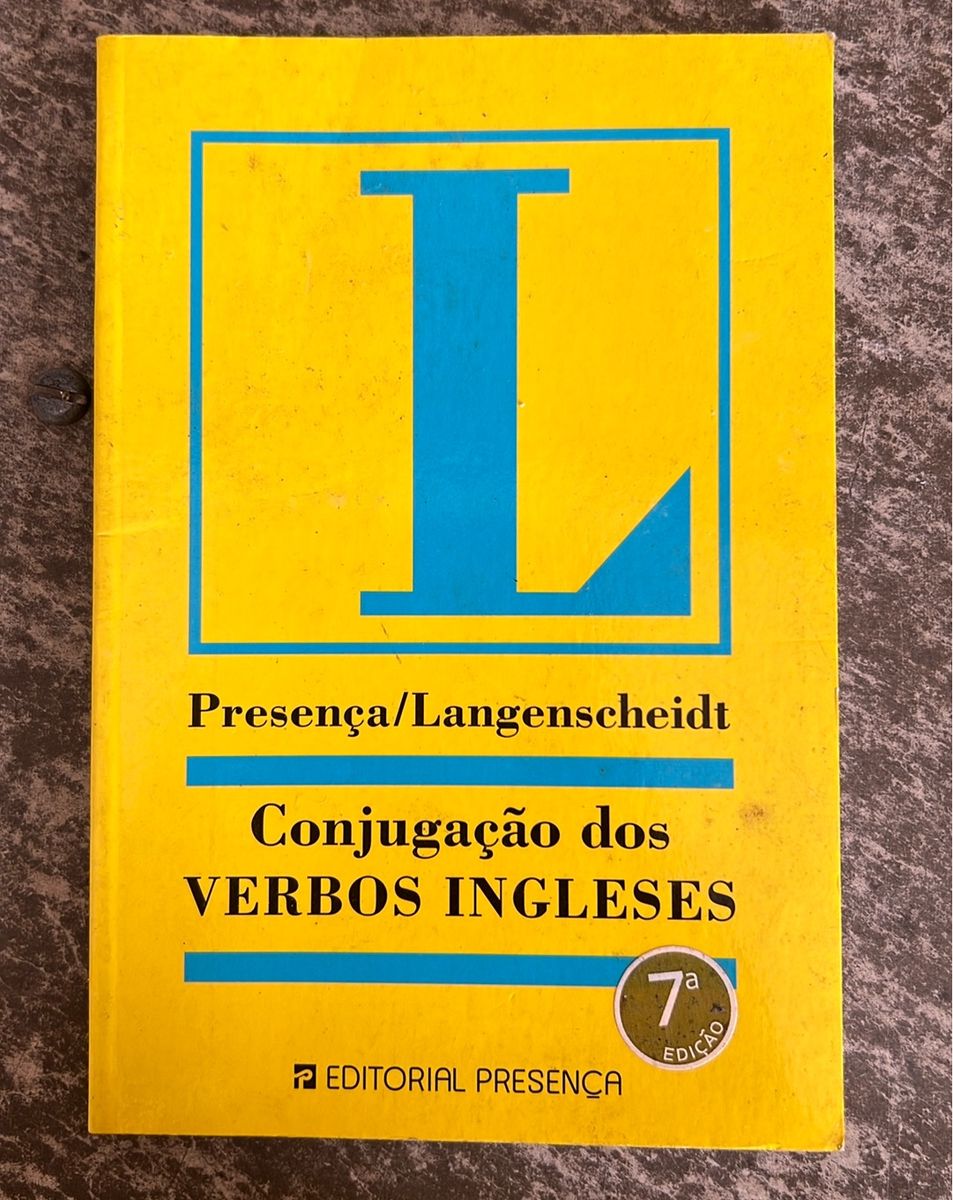 L
Presença/Langenscheidt
Conjugação dos
VERBOS INGLESES
7ª
EDIÇÃO
EDITORIAL PRESENÇA